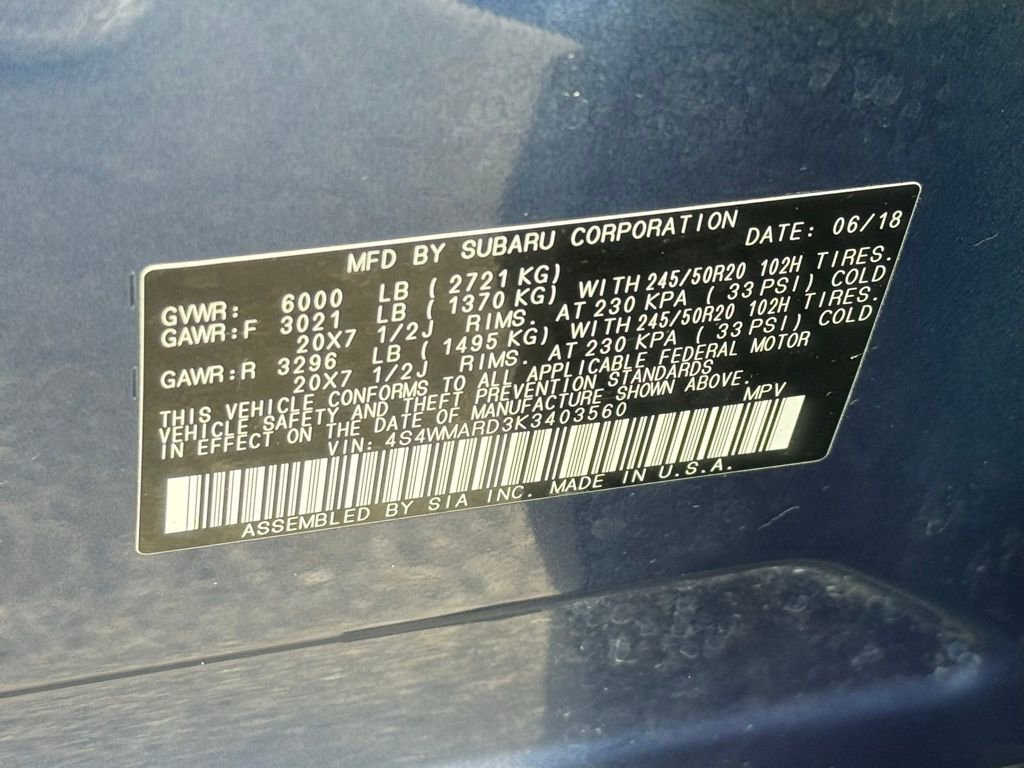 MFD BY SUBARU CORPORATION DATE: 06/18
GVWR: 6000 LB ( 2721 KG)
GAWR:F 3021 LB ( 1370 KG) WITH 245/50R20 102H TIRES.
20X7 1/2J RIMS. AT 230 KPA ( 33 PSI) COLD
GAWR:R 3296 LB ( 1495 KG) WITH 245/50R20 102H TIRES.
20X7 1/2J RIMS. AT 230 KPA ( 33 PSI) COLD
THIS VEHICLE CONFORMS TO ALL APPLICABLE FEDERAL MOTOR
VEHICLE SAFETY AND THEFT PREVENTION STANDARDS
IN EFFECT ON THE DATE OF MANUFACTURE SHOWN ABOVE.
VIN: 4S4WMARD3K3403560 MPV
ASSEMBLED BY SIA INC. MADE IN U.S.A.